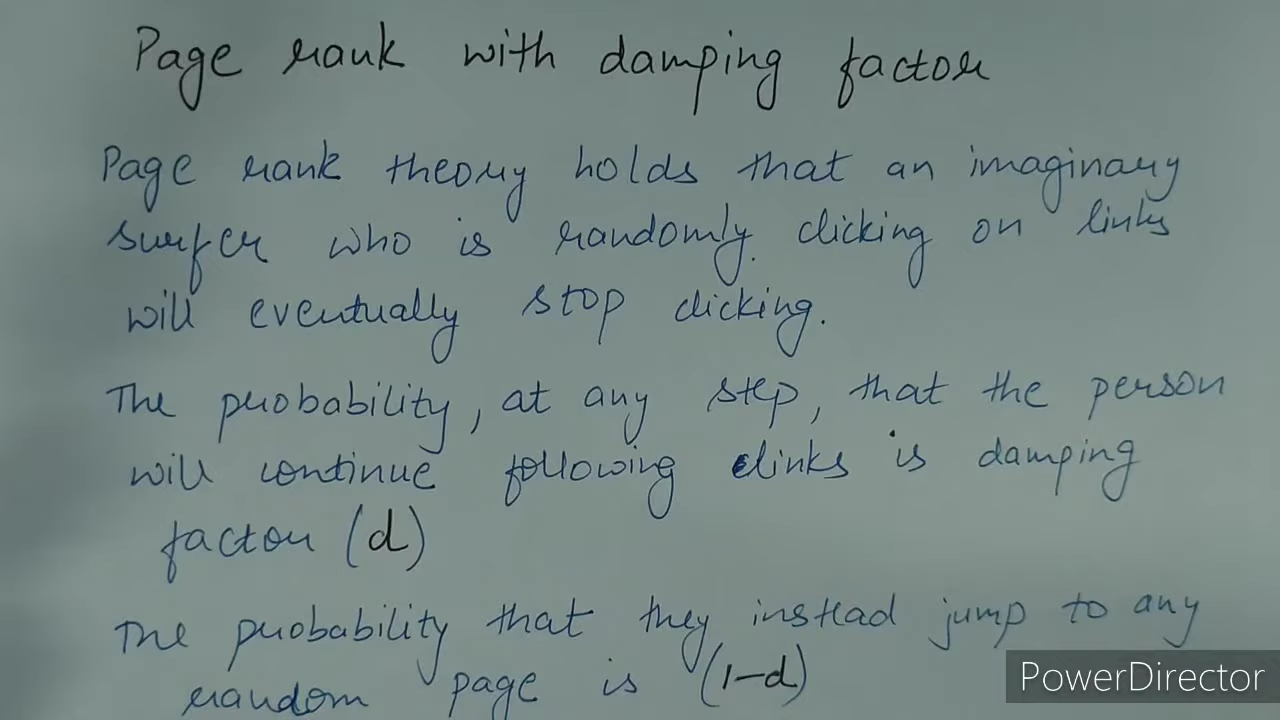 Page rank with damping factor
Page rank theory holds that an imaginary
surfer who is randomly clicking on links
will eventually stop clicking.
The probability, at any step, that the person
will continue following links is damping
factor (d)
The probability that they instead jump to any
random page is (1-d)
PowerDirector